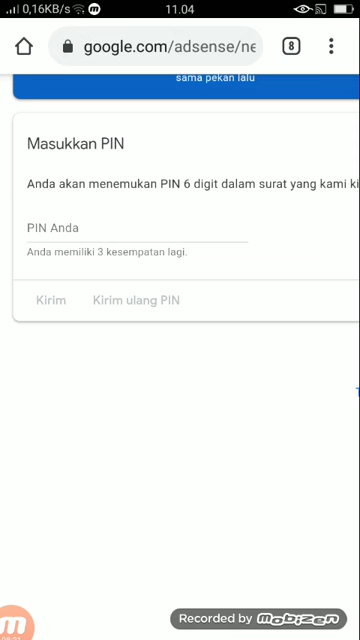 0,16KB/s
11.04
google.com/adsense/ne
8
sama pekan lalu
Masukkan PIN
Anda akan menemukan PIN 6 digit dalam surat yang kami ki
PIN Anda
Anda memiliki 3 kesempatan lagi.
Kirim Kirim ulang PIN
Recorded by mobizen